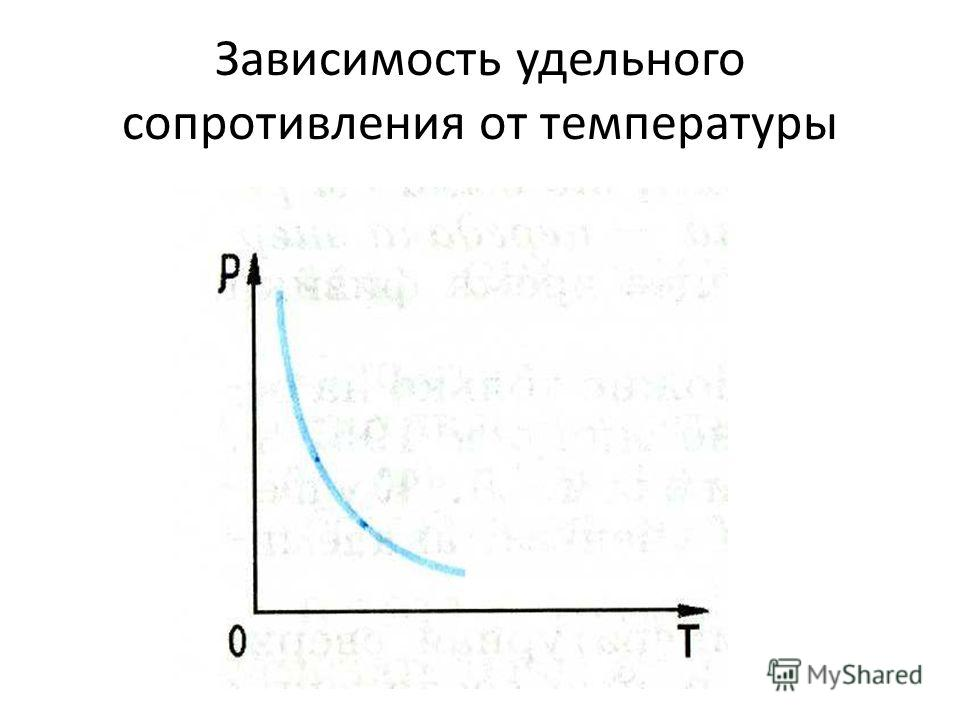 Зависимость удельного
сопротивления от температуры
ρ
0
T
MyShared